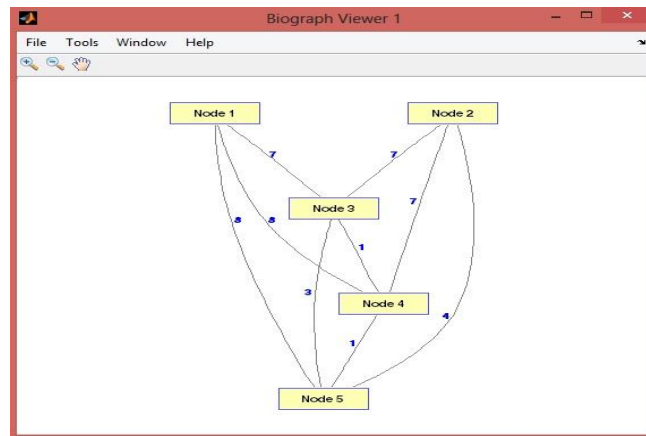 Biograph Viewer 1
File Tools Window Help
Node 1 Node 2
7 7
Node 3
7
8 8
1
3
Node 4
4
1
Node 5